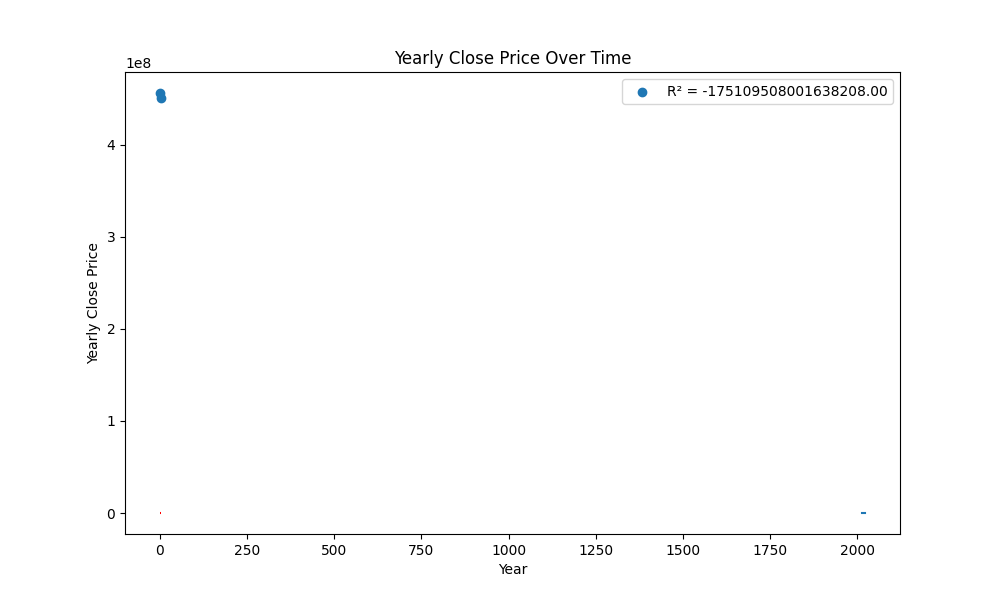 Yearly Close Price Over Time
1e8
R² = -175109508001638208.00
4
3
2
1
0
Yearly Close Price
0 250 500 750 1000 1250 1500 1750 2000
Year